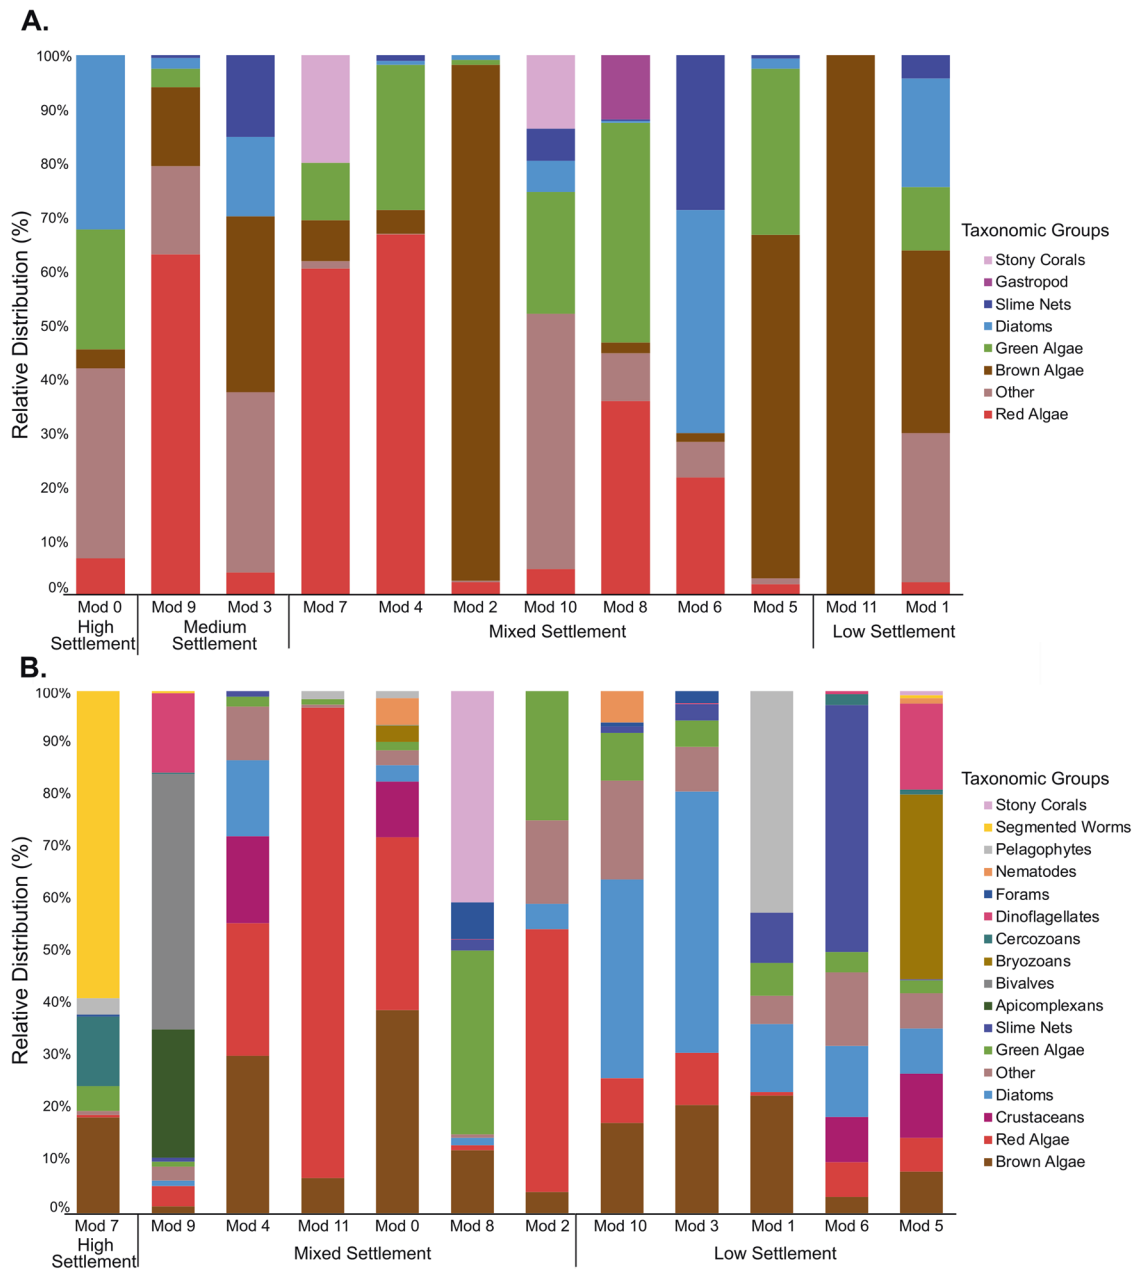 A.
Relative Distribution (%)
100%
90%
80%
70%
60%
50%
40%
30%
20%
10%
0%
Mod 0 Mod 9 Mod 3 Mod 7 Mod 4 Mod 2 Mod 10 Mod 8 Mod 6 Mod 5 Mod 11 Mod 1
High Settlement
Medium Settlement
Mixed Settlement
Low Settlement
Taxonomic Groups
Stony Corals
Gastropod
Slime Nets
Diatoms
Green Algae
Brown Algae
Other
Red Algae
B.
Relative Distribution (%)
100%
90%
80%
70%
60%
50%
40%
30%
20%
10%
0%
Mod 7 Mod 9 Mod 4 Mod 11 Mod 0 Mod 8 Mod 2 Mod 10 Mod 3 Mod 1 Mod 6 Mod 5
High Settlement
Mixed Settlement
Low Settlement
Taxonomic Groups
Stony Corals
Segmented Worms
Pelagophytes
Nematodes
Forams
Dinoflagellates
Cercozoans
Bryozoans
Bivalves
Apicomplexans
Slime Nets
Green Algae
Other
Diatoms
Crustaceans
Red Algae
Brown Algae